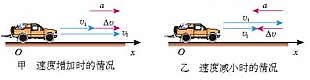 a
v₁ Δv
v₂
O x
甲 速度增加时的情况
a
v₁
v₂ Δv
O x
乙 速度减小时的情况